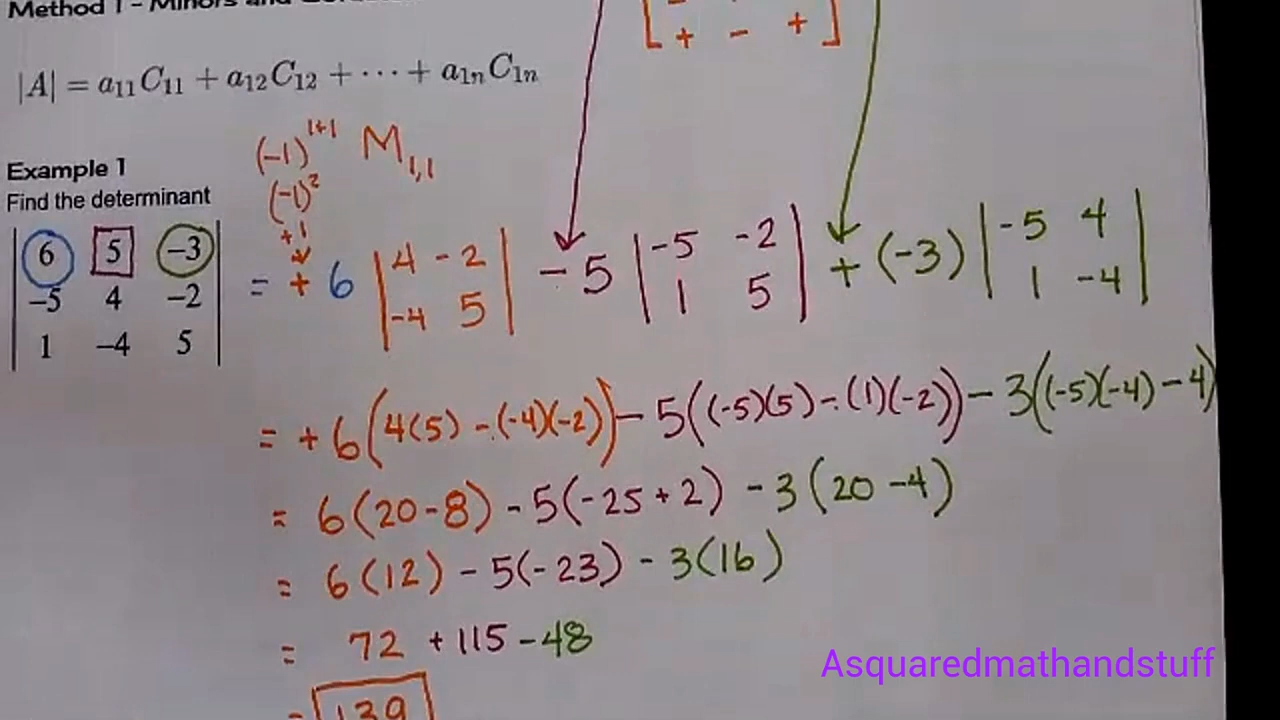 Method 1 - Minors and
[ + - + ]
|A| = a₁₁C₁₁ + a₁₂C₁₂ + ⋯ + a₁ₙC₁ₙ
(-1)¹⁺¹ M₁,₁
(-1)²
+1
Example 1
Find the determinant
| 6 5 −3 |
| −5 4 −2 |
| 1 −4 5 |
= + 6 | 4 -2 | - 5 | -5 -2 | + (-3) | -5 4 |
| -4 5 | | 1 5 | | 1 -4 |
= + 6(4(5) - (-4)(-2)) - 5((-5)(5) - (1)(-2)) - 3((-5)(-4) - 4)
= 6(20 - 8) - 5(-25 + 2) - 3(20 - 4)
= 6(12) - 5(-23) - 3(16)
= 72 + 115 - 48
= 139
Asquaredmathandstuff